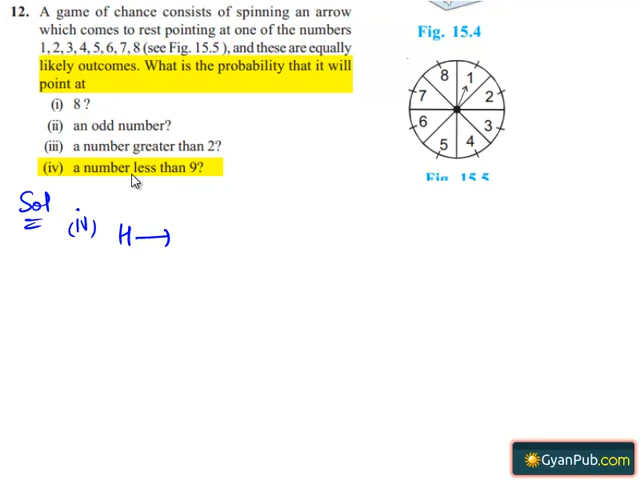 12. A game of chance consists of spinning an arrow
which comes to rest pointing at one of the numbers
1, 2, 3, 4, 5, 6, 7, 8 (see Fig. 15.5 ), and these are equally
likely outcomes. What is the probability that it will
point at
(i) 8 ?
(ii) an odd number?
(iii) a number greater than 2?
(iv) a number less than 9?
Fig. 15.4
8 1
7 2
6 3
5 4
Fig. 15.5
Sol
(iv) H →
GyanPub.com